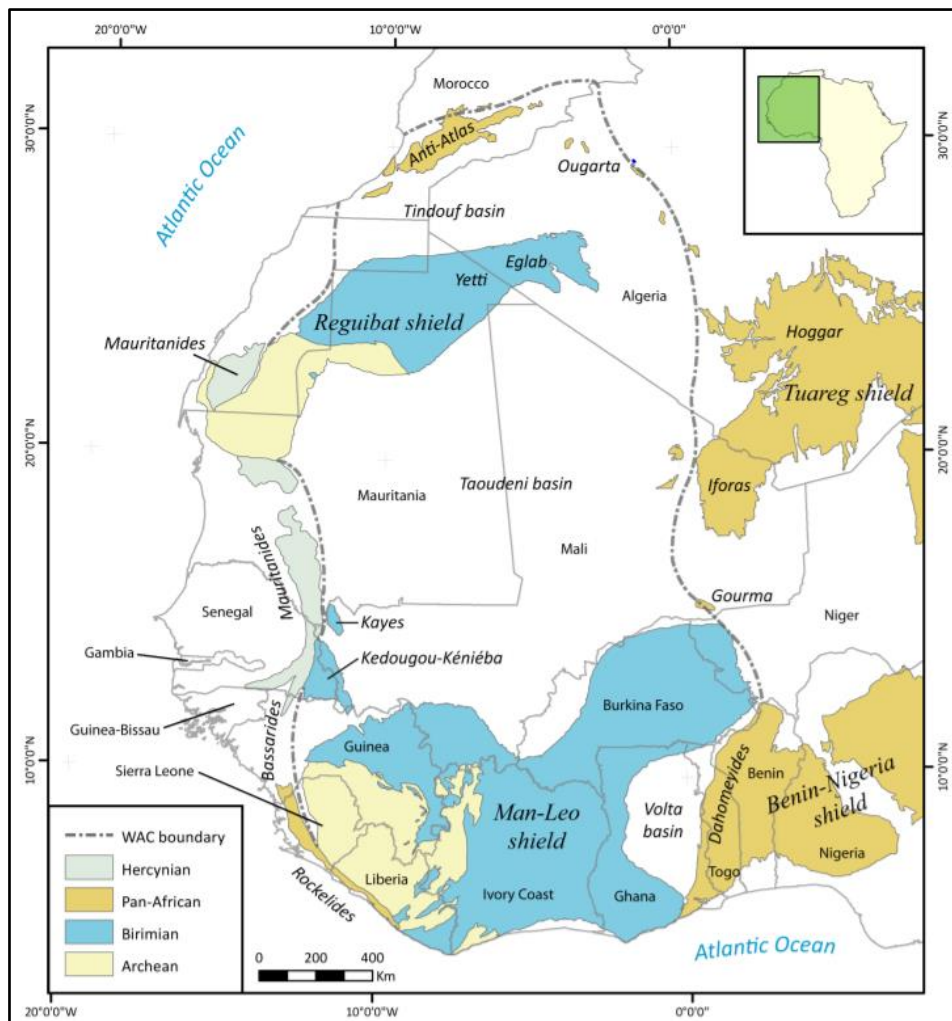 20°0'0"W
10°0'0"W
0°0'0"
Morocco
30°0'0"N
30°0'0"N
Anti-Atlas
Ougarta
Atlantic Ocean
Tindouf basin
Eglab
Yetti
Algeria
Reguibat shield
Hoggar
Mauritanides
Tuareg shield
20°0'0"N
20°0'0"N
Iforas
Mauritania
Taoudeni basin
Mali
Mauritanides
Gourma
Senegal
Niger
Kayes
Gambia
Kedougou-Kéniéba
Burkina Faso
Guinea-Bissau
Bassarides
Guinea
10°0'0"N
10°0'0"N
Sierra Leone
Benin
Dahomeyides
Benin-Nigeria
shield
Man-Leo
shield
Volta
basin
Nigeria
Togo
Liberia
Ivory Coast
Ghana
Rockelides
Atlantic Ocean
WAC boundary
Hercynian
Pan-African
Birimian
Archean
0 200 400
Km
20°0'0"W
10°0'0"W
0°0'0"